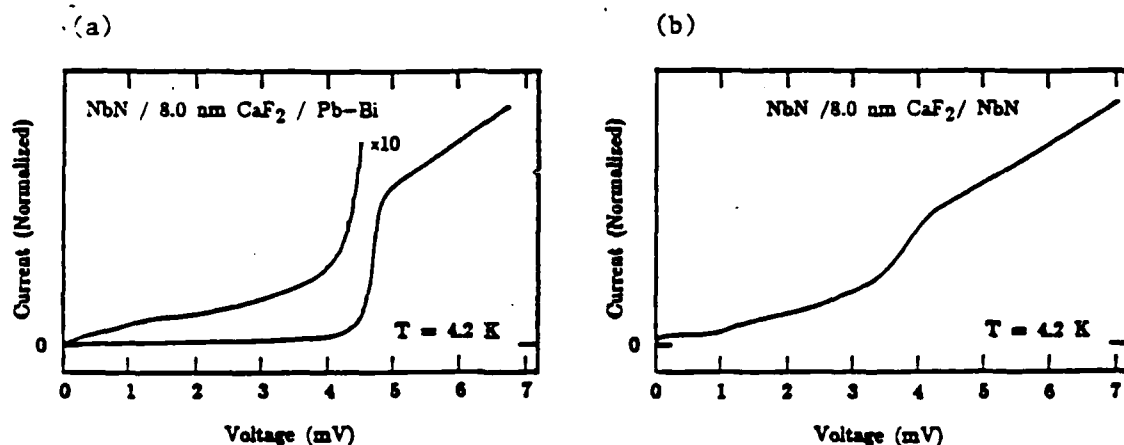 (a)
NbN / 8.0 nm CaF₂ / Pb-Bi
×10
Current (Normalized)
0
T = 4.2 K
0 1 2 3 4 5 6 7
Voltage (mV)
(b)
NbN /8.0 nm CaF₂/ NbN
Current (Normalized)
0
T = 4.2 K
0 1 2 3 4 5 6 7
Voltage (mV)